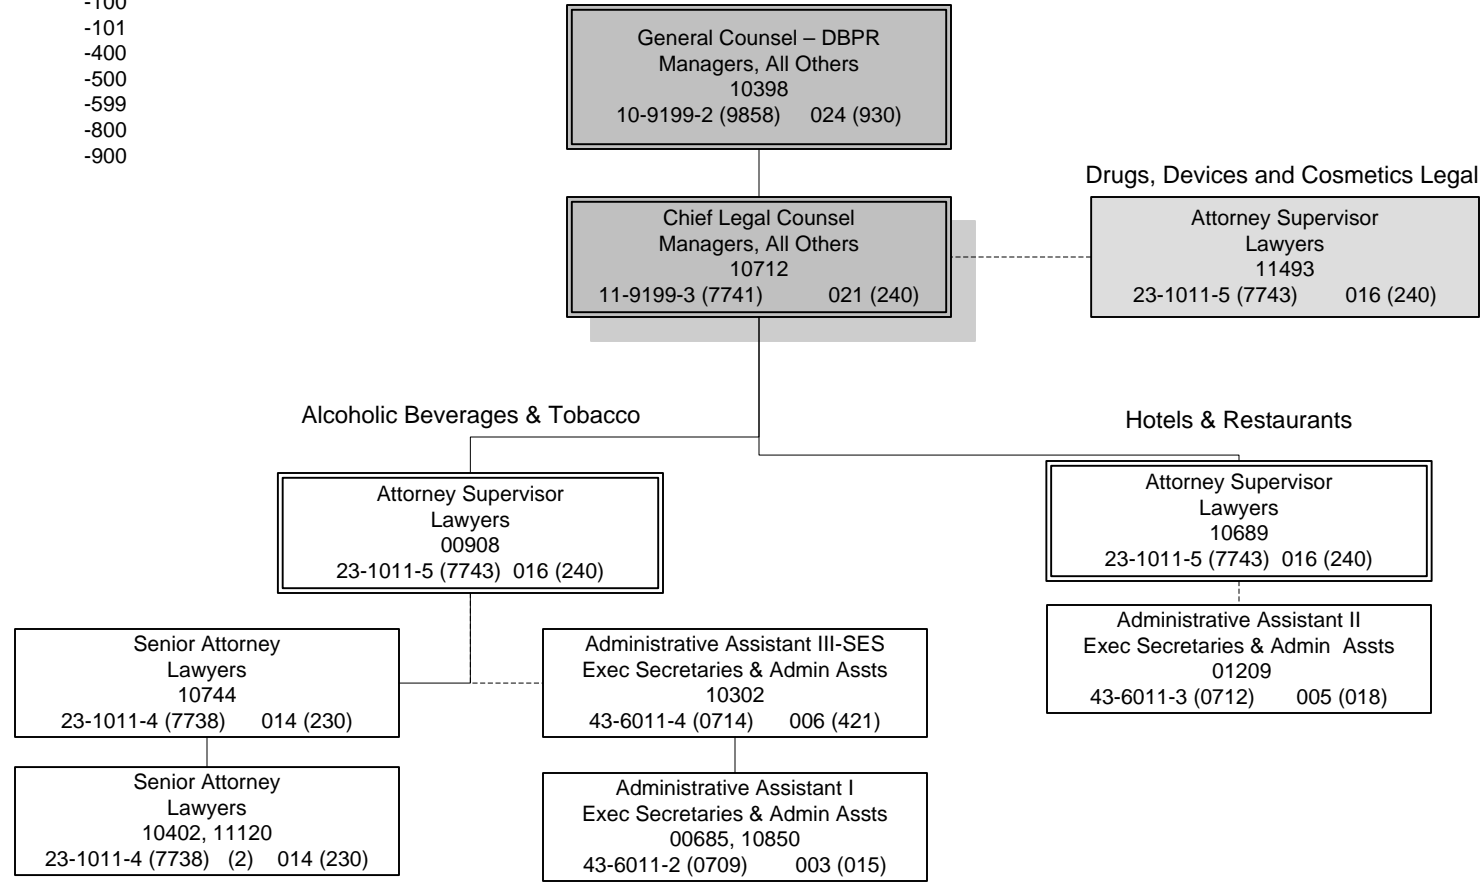 -100
-101
-400
-500
-599
-800
-900
General Counsel – DBPR
Managers, All Others
10398
10-9199-2 (9858) 024 (930)
Chief Legal Counsel
Managers, All Others
10712
11-9199-3 (7741) 021 (240)
Drugs, Devices and Cosmetics Legal
Attorney Supervisor
Lawyers
11493
23-1011-5 (7743) 016 (240)
Alcoholic Beverages & Tobacco
Attorney Supervisor
Lawyers
00908
23-1011-5 (7743) 016 (240)
Hotels & Restaurants
Attorney Supervisor
Lawyers
10689
23-1011-5 (7743) 016 (240)
Senior Attorney
Lawyers
10744
23-1011-4 (7738) 014 (230)
Administrative Assistant III-SES
Exec Secretaries & Admin Assts
10302
43-6011-4 (0714) 006 (421)
Administrative Assistant II
Exec Secretaries & Admin Assts
01209
43-6011-3 (0712) 005 (018)
Senior Attorney
Lawyers
10402, 11120
23-1011-4 (7738) (2) 014 (230)
Administrative Assistant I
Exec Secretaries & Admin Assts
00685, 10850
43-6011-2 (0709) 003 (015)